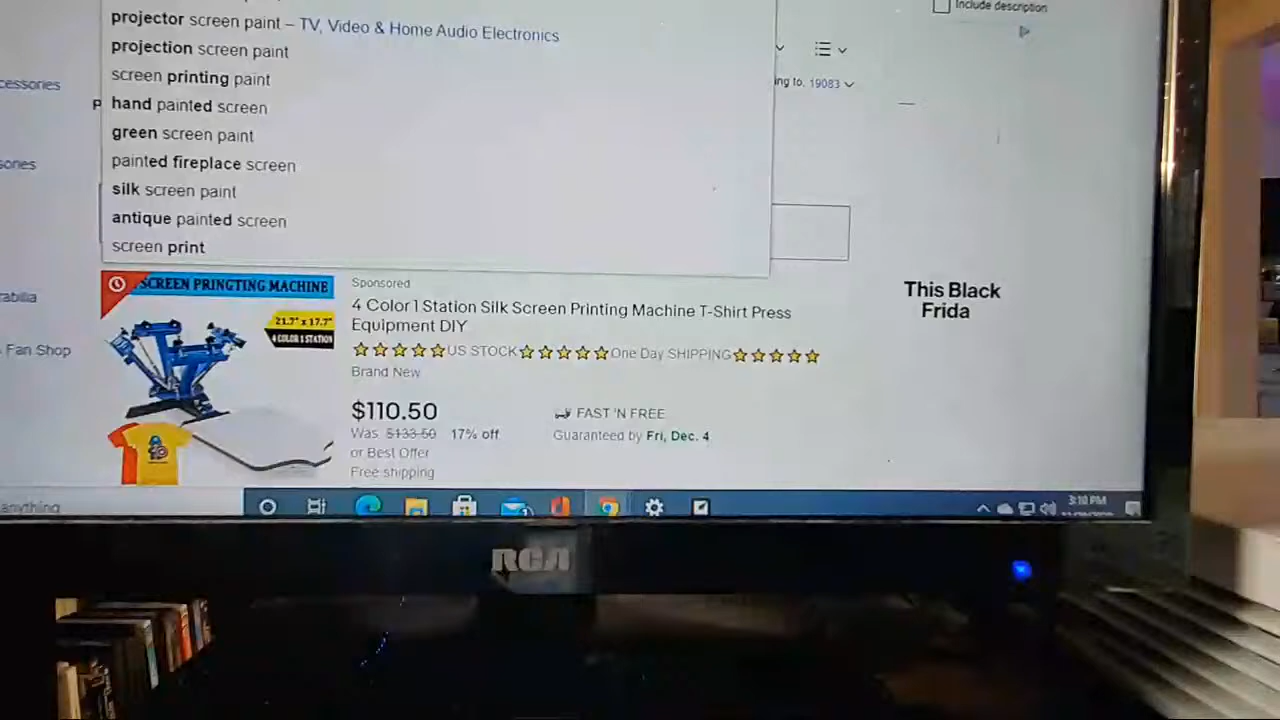 projector screen paint – TV, Video & Home Audio Electronics
Include description
projection screen paint
screen printing paint
cessories
ing to: 19083
P
hand painted screen
green screen paint
sories
painted fireplace screen
silk screen paint
antique painted screen
screen print
SCREEN PRINGTING MACHINE
21.7" x 17.7"
4 COLOR 1 STATION
Sponsored
4 Color 1 Station Silk Screen Printing Machine T-Shirt Press
Equipment DIY
US STOCK One Day SHIPPING
Brand New
$110.50
Was $133.50 17% off
or Best Offer
Free shipping
FAST 'N FREE
Guaranteed by Fri, Dec. 4
This Black
Frida
rabilia
Fan Shop
anything
3:10 PM
RCA